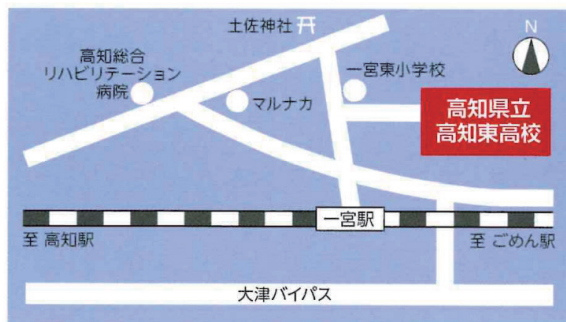 土佐神社
N
高知総合
リハビリテーション
病院
一宮東小学校
マルナカ
高知県立
高知東高校
一宮駅
至 高知駅
至 ごめん駅
大津バイパス